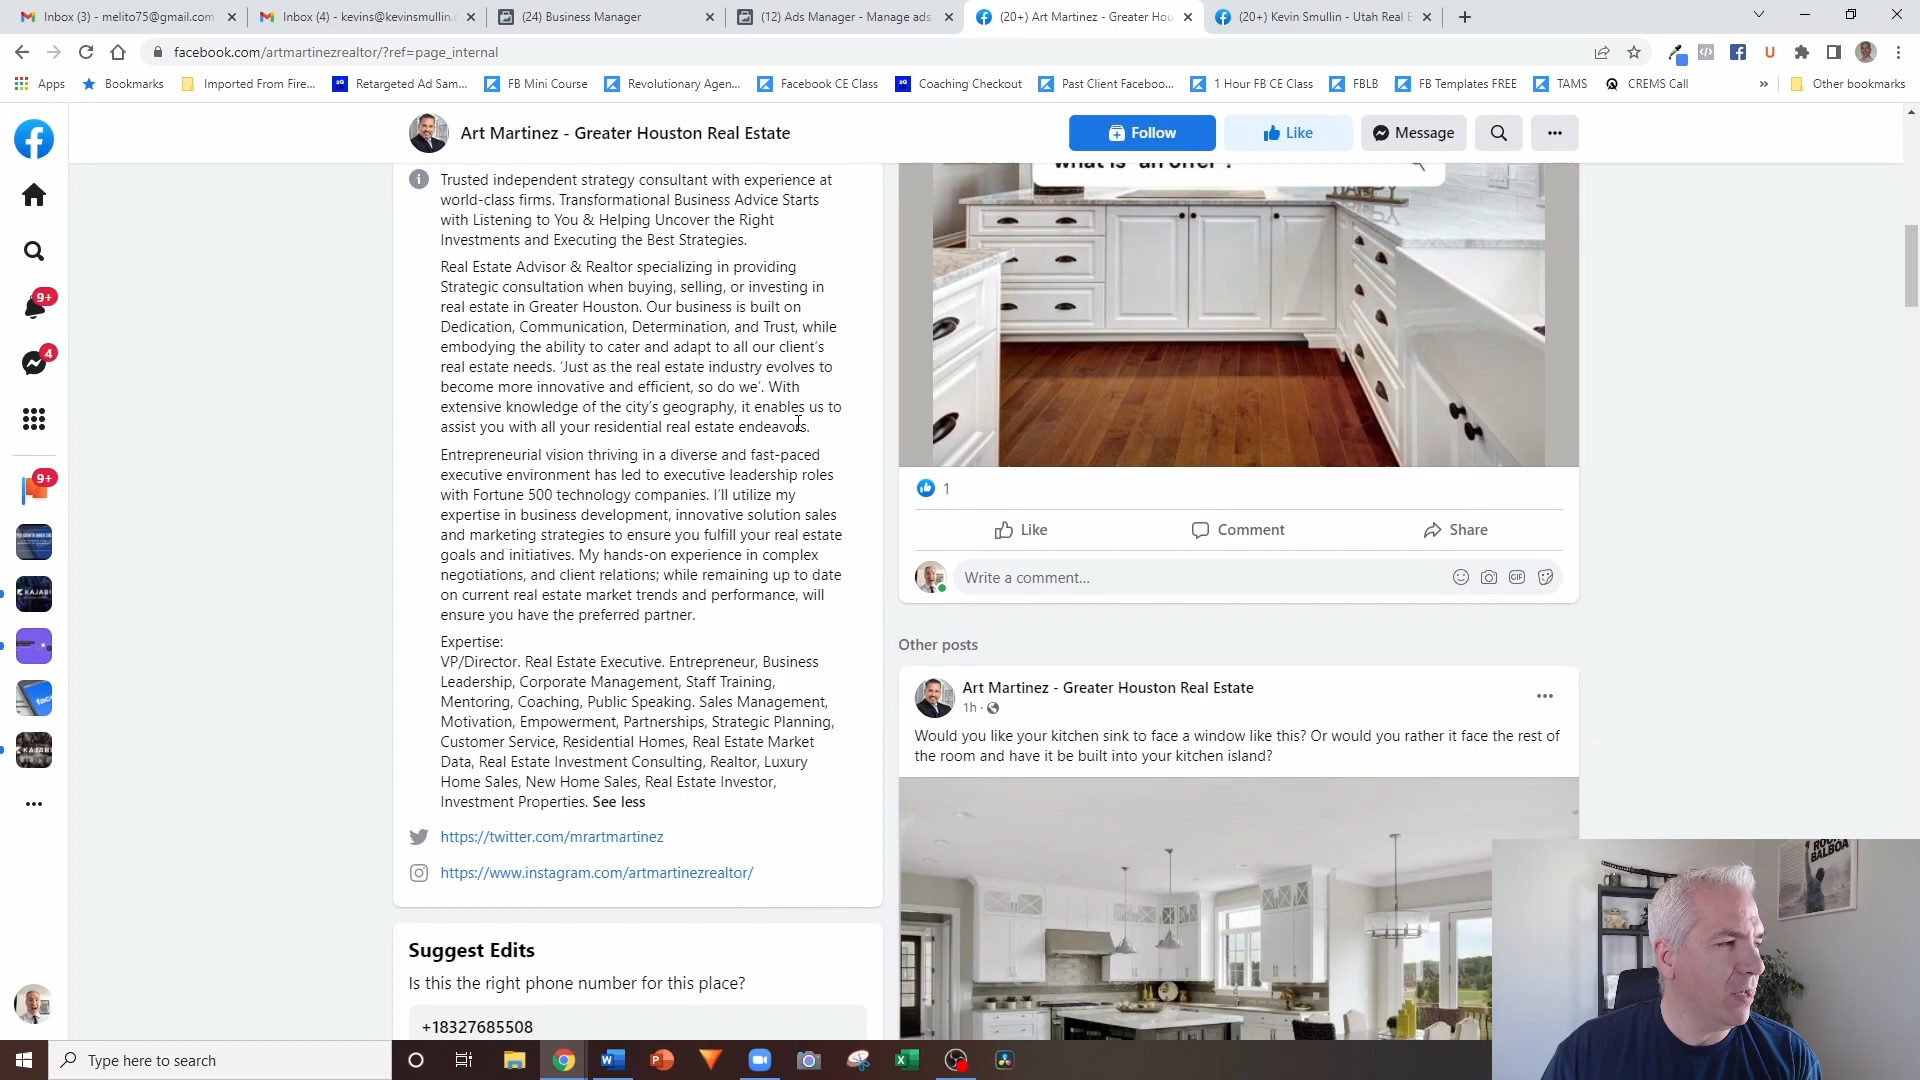 Inbox (3) - melito75@gmail.com
Inbox (4) - kevins@kevinsmullin.c
(24) Business Manager
(12) Ads Manager - Manage ads
(20+) Art Martinez - Greater Hou
(20+) Kevin Smullin - Utah Real E
facebook.com/artmartinezrealtor/?ref=page_internal
Apps
Bookmarks
Imported From Fire...
Retargeted Ad Sam...
FB Mini Course
Revolutionary Agen...
Facebook CE Class
Coaching Checkout
Past Client Faceboo...
1 Hour FB CE Class
FBLB
FB Templates FREE
TAMS
CREMS Call
»
Other bookmarks
Art Martinez - Greater Houston Real Estate
Follow
Like
Message
9+
4
9+
Trusted independent strategy consultant with experience at
world-class firms. Transformational Business Advice Starts
with Listening to You & Helping Uncover the Right
Investments and Executing the Best Strategies.
Real Estate Advisor & Realtor specializing in providing
Strategic consultation when buying, selling, or investing in
real estate in Greater Houston. Our business is built on
Dedication, Communication, Determination, and Trust, while
embodying the ability to cater and adapt to all our client's
real estate needs. 'Just as the real estate industry evolves to
become more innovative and efficient, so do we'. With
extensive knowledge of the city's geography, it enables us to
assist you with all your residential real estate endeavors.
Entrepreneurial vision thriving in a diverse and fast-paced
executive environment has led to executive leadership roles
with Fortune 500 technology companies. I'll utilize my
expertise in business development, innovative solution sales
and marketing strategies to ensure you fulfill your real estate
goals and initiatives. My hands-on experience in complex
negotiations, and client relations; while remaining up to date
on current real estate market trends and performance, will
ensure you have the preferred partner.
Expertise:
VP/Director. Real Estate Executive. Entrepreneur, Business
Leadership, Corporate Management, Staff Training,
Mentoring, Coaching, Public Speaking. Sales Management,
Motivation, Empowerment, Partnerships, Strategic Planning,
Customer Service, Residential Homes, Real Estate Market
Data, Real Estate Investment Consulting, Realtor, Luxury
Home Sales, New Home Sales, Real Estate Investor,
Investment Properties. See less
https://twitter.com/mrartmartinez
https://www.instagram.com/artmartinezrealtor/
Suggest Edits
Is this the right phone number for this place?
+18327685508
what is "an offer"?
1
Like
Comment
Share
Write a comment...
GIF
Other posts
Art Martinez - Greater Houston Real Estate
1h ·
Would you like your kitchen sink to face a window like this? Or would you rather it face the rest of
the room and have it be built into your kitchen island?
BALBOA
Type here to search